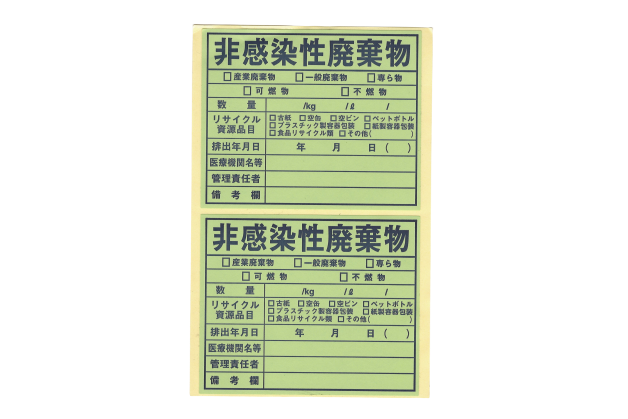 非感染性廃棄物
□産業廃棄物 □一般廃棄物 □専ら物
□可燃物 □不燃物
数量 /kg /ℓ /
リサイクル資源品目 □古紙 □空缶 □空ビン □ペットボトル
□プラスチック製容器包装 □紙製容器包装
□食品リサイクル類 □その他( )
排出年月日 年 月 日 ( )
医療機関名等
管理責任者
備考欄
非感染性廃棄物
□産業廃棄物 □一般廃棄物 □専ら物
□可燃物 □不燃物
数量 /kg /ℓ /
リサイクル資源品目 □古紙 □空缶 □空ビン □ペットボトル
□プラスチック製容器包装 □紙製容器包装
□食品リサイクル類 □その他( )
排出年月日 年 月 日 ( )
医療機関名等
管理責任者
備考欄